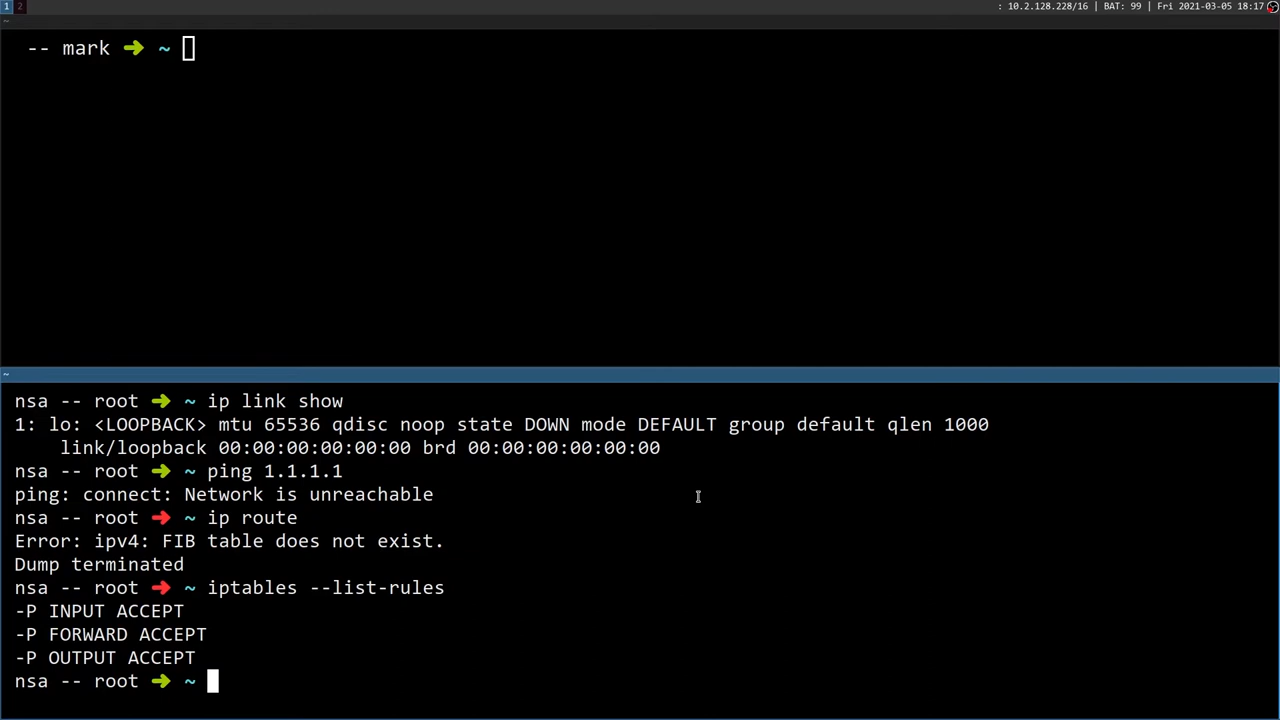 1 2 : 10.2.128.228/16 | BAT: 99 | Fri 2021-03-05 18:17
~
-- mark ➜ ~
~
nsa -- root ➜ ~ ip link show
1: lo: <LOOPBACK> mtu 65536 qdisc noop state DOWN mode DEFAULT group default qlen 1000
    link/loopback 00:00:00:00:00:00 brd 00:00:00:00:00:00
nsa -- root ➜ ~ ping 1.1.1.1
ping: connect: Network is unreachable
nsa -- root ➜ ~ ip route
Error: ipv4: FIB table does not exist.
Dump terminated
nsa -- root ➜ ~ iptables --list-rules
-P INPUT ACCEPT
-P FORWARD ACCEPT
-P OUTPUT ACCEPT
nsa -- root ➜ ~